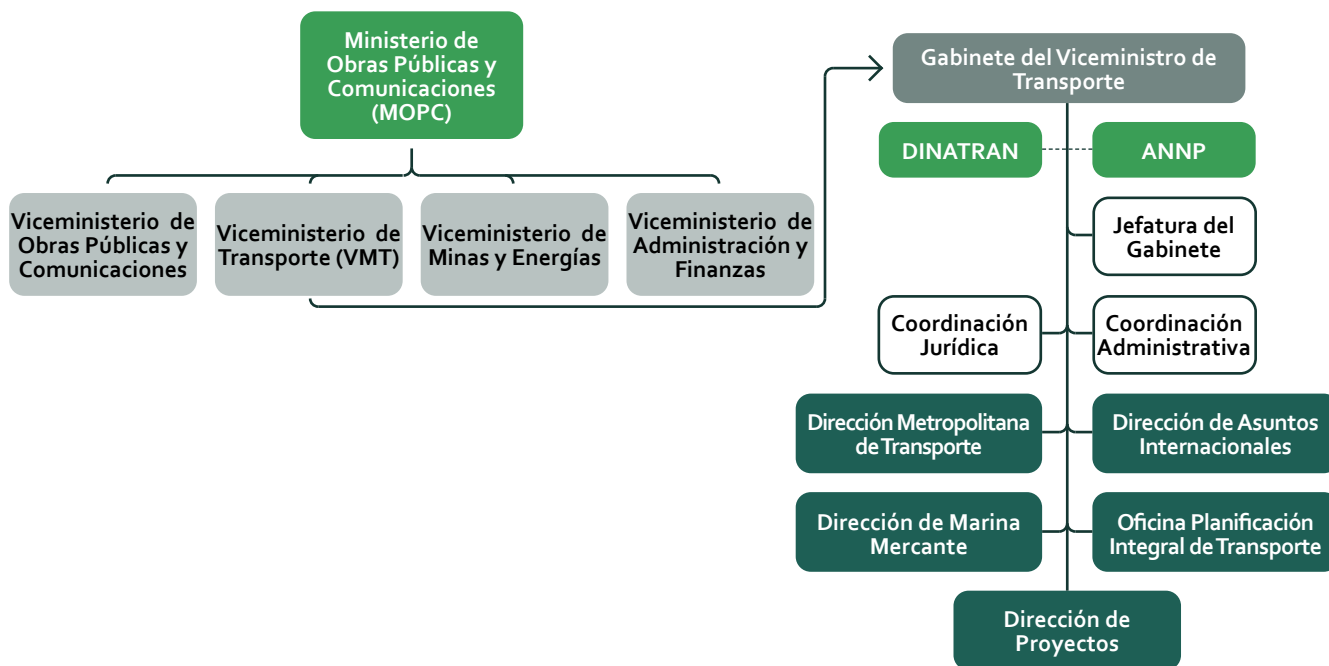 Ministerio de
Obras Públicas y
Comunicaciones
(MOPC)
Viceministerio de
Obras Públicas y
Comunicaciones
Viceministerio de
Transporte (VMT)
Viceministerio de
Minas y Energías
Viceministerio de
Administración y
Finanzas
Gabinete del Viceministro de
Transporte
DINATRAN
ANNP
Jefatura del
Gabinete
Coordinación
Jurídica
Coordinación
Administrativa
Dirección Metropolitana
de Transporte
Dirección de Asuntos
Internacionales
Dirección de Marina
Mercante
Oficina Planificación
Integral de Transporte
Dirección de
Proyectos